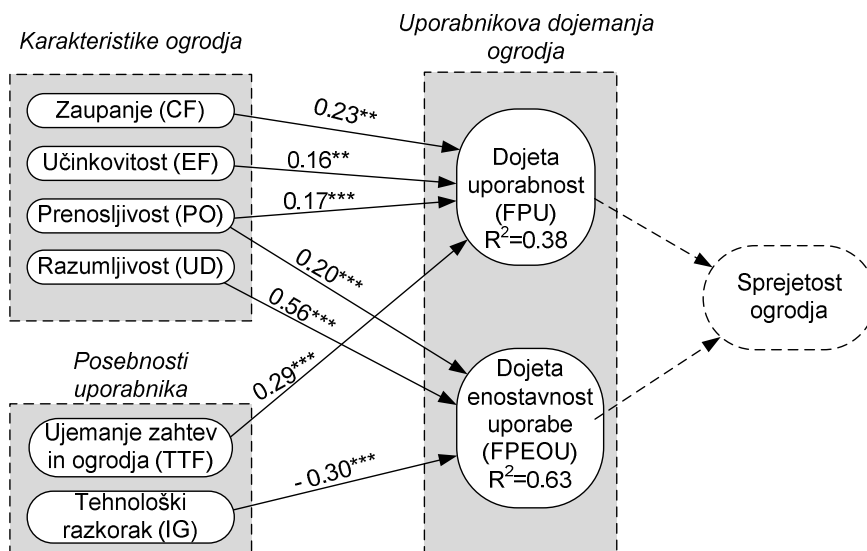 Karakteristike ogrodja
Zaupanje (CF)
Učinkovitost (EF)
Prenosljivost (PO)
Razumljivost (UD)
Posebnosti
uporabnika
Ujemanje zahtev
in ogrodja (TTF)
Tehnološki
razkorak (IG)
0.23**
0.16**
0.17***
0.20***
0.56***
0.29***
- 0.30***
Uporabnikova dojemanja
ogrodja
Dojeta
uporabnost
(FPU)
R²=0.38
Dojeta
enostavnost
uporabe
(FPEOU)
R²=0.63
Sprejetost
ogrodja